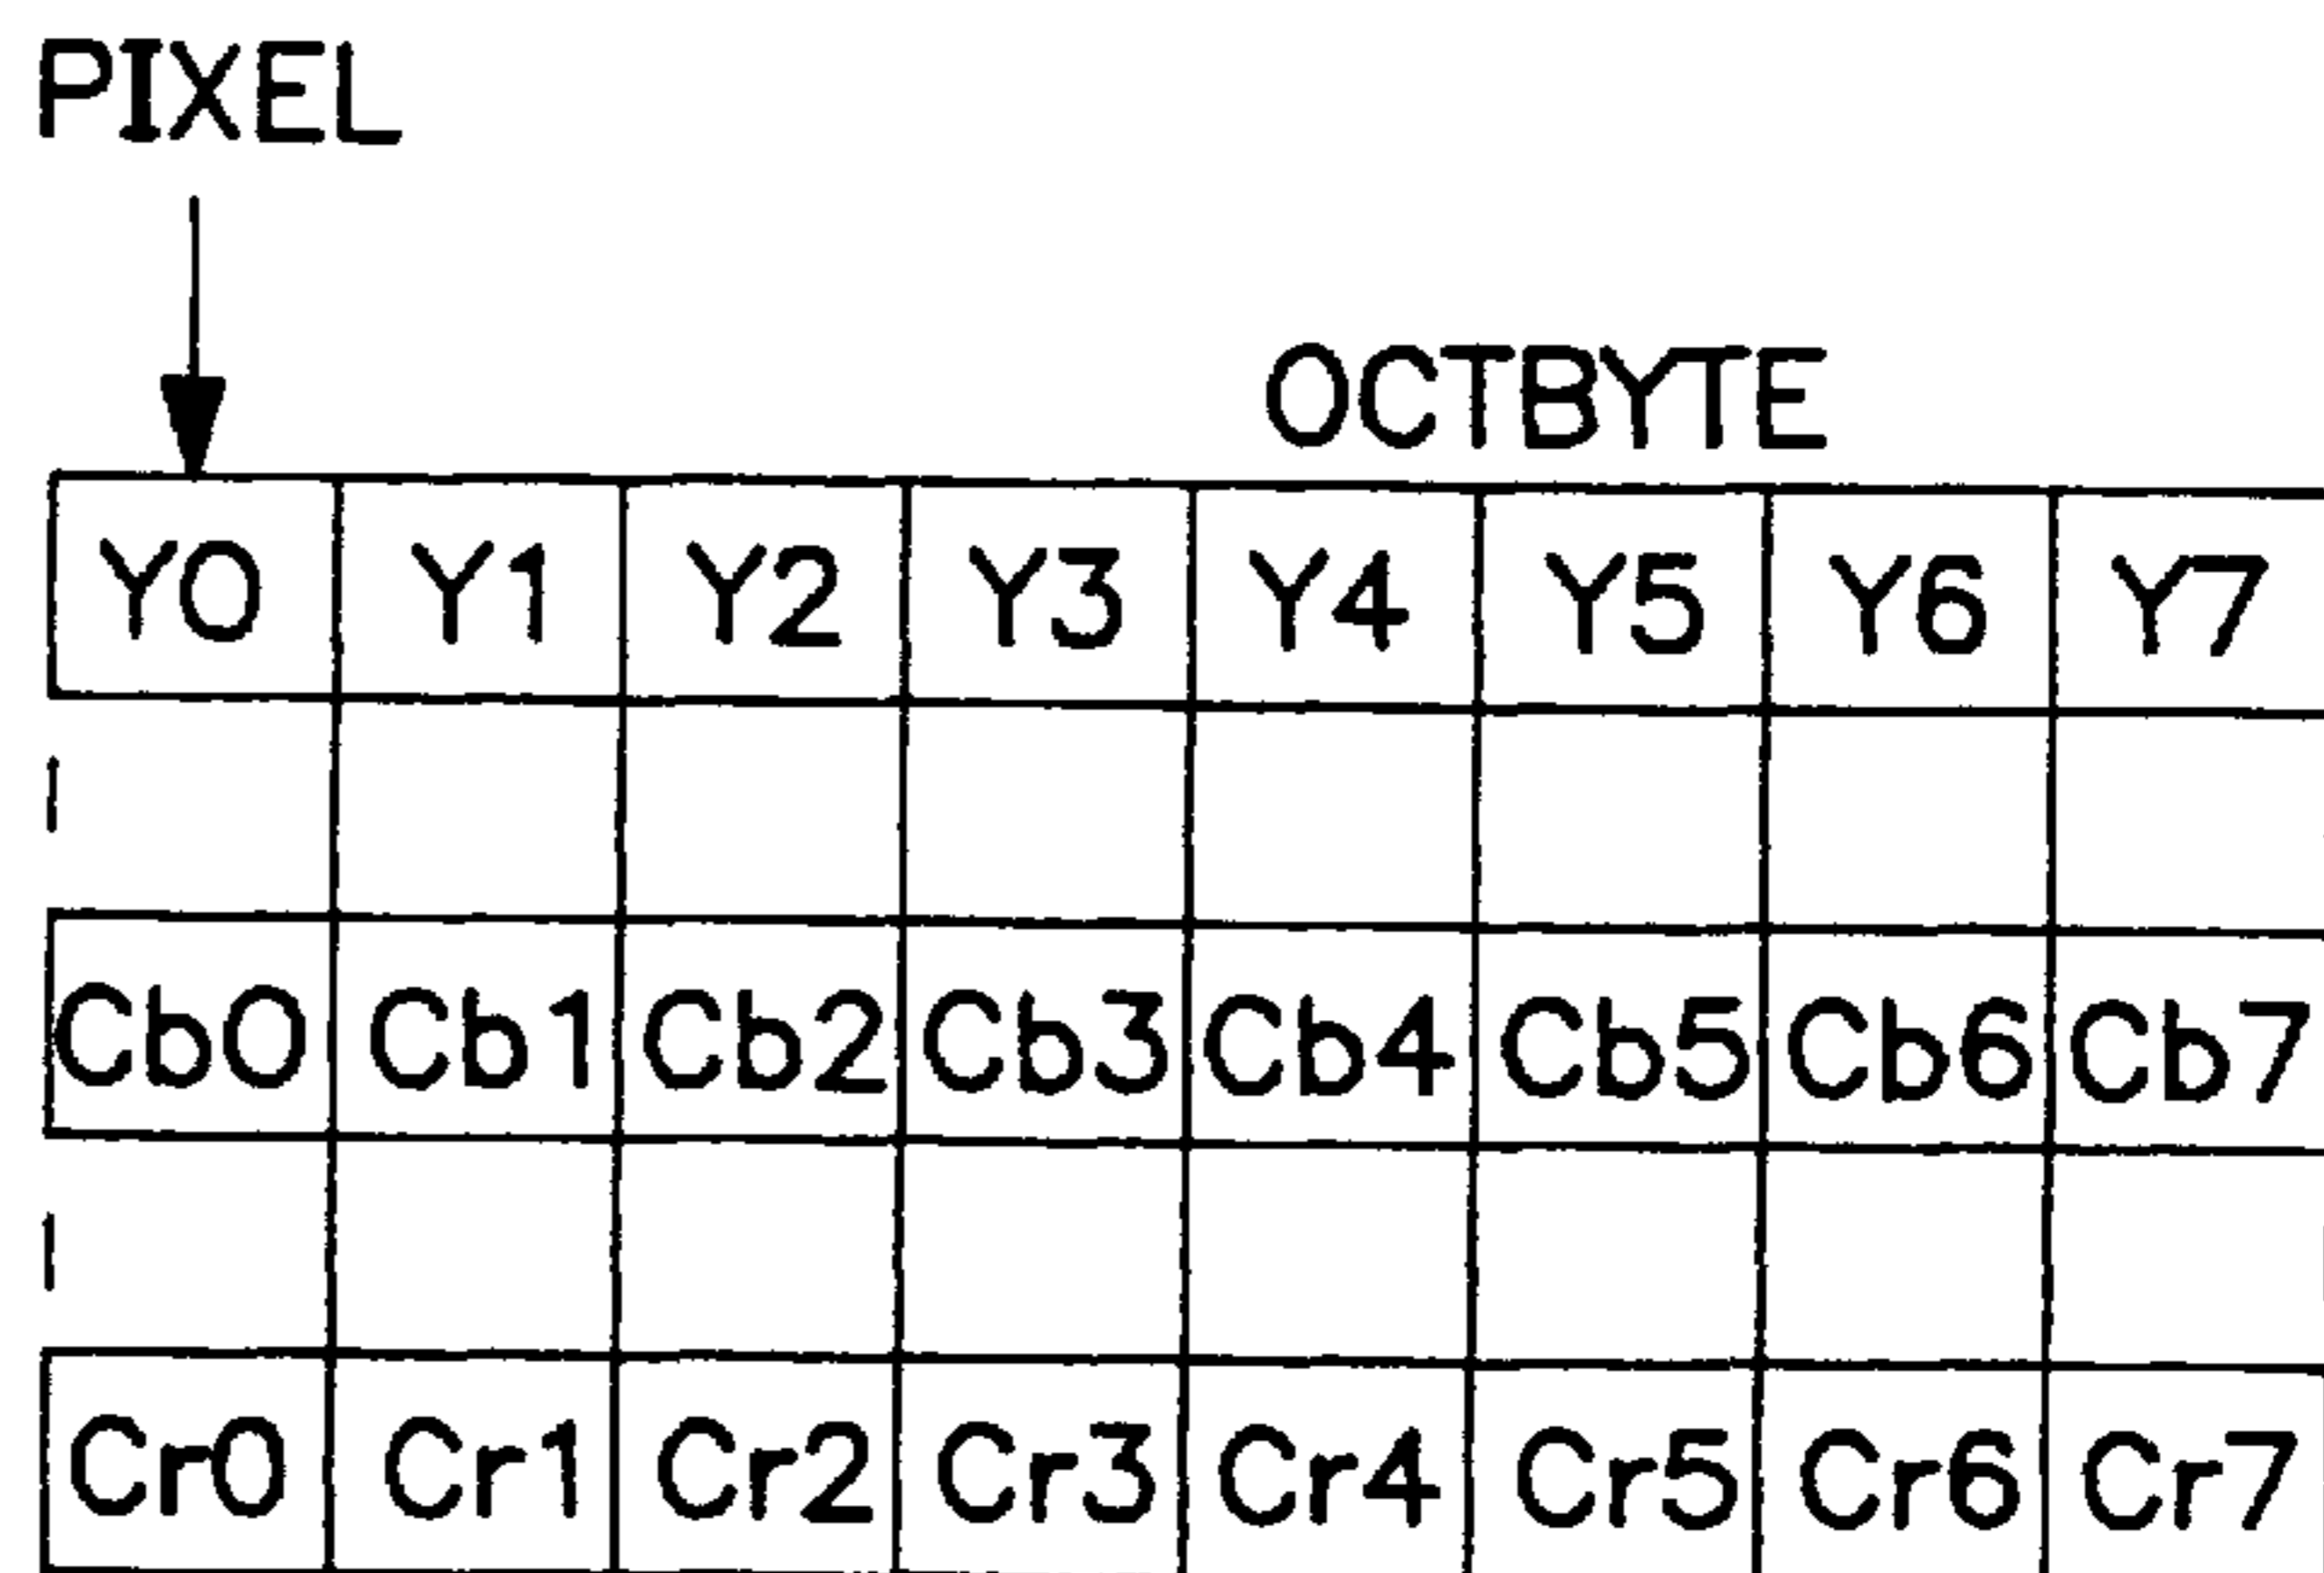 PIXEL
OCTBYTE
Y0 Y1 Y2 Y3 Y4 Y5 Y6 Y7
Cb0 Cb1 Cb2 Cb3 Cb4 Cb5 Cb6 Cb7
Cr0 Cr1 Cr2 Cr3 Cr4 Cr5 Cr6 Cr7